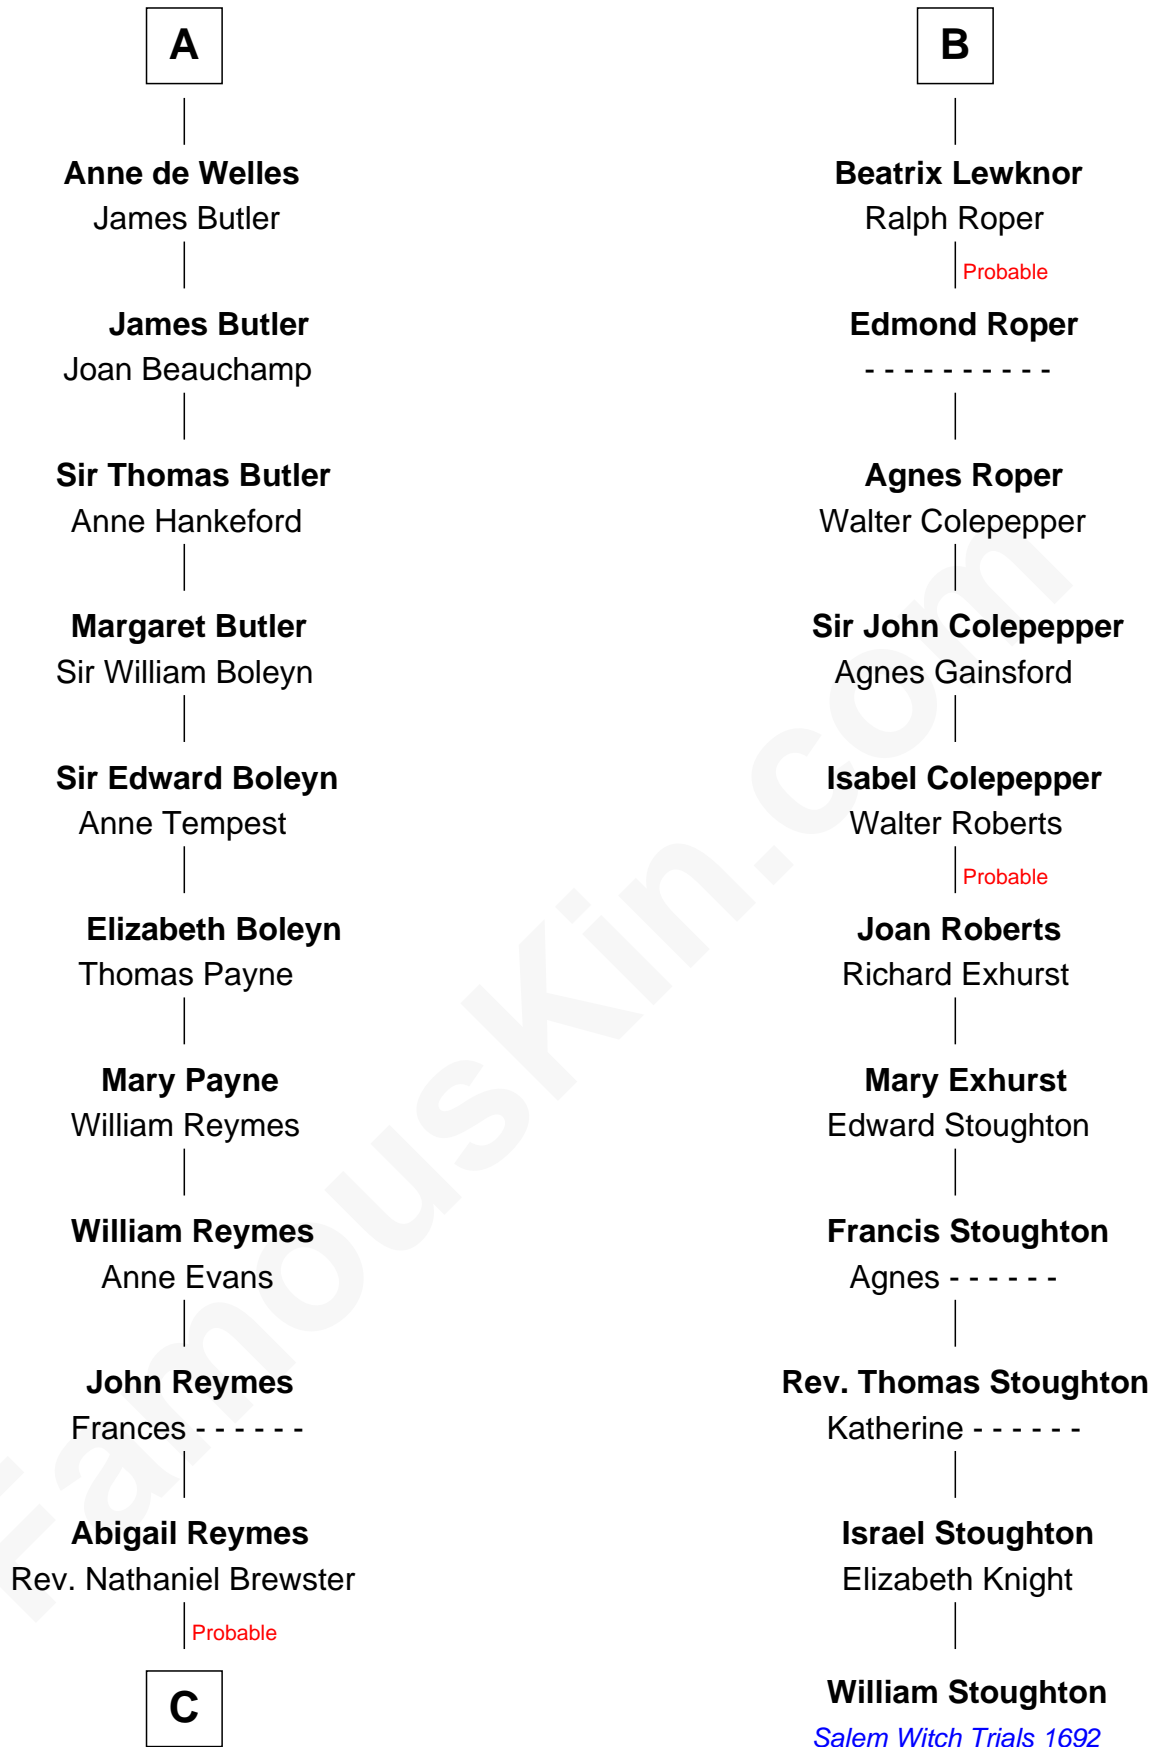 A
Anne de Welles
James Butler
James Butler
Joan Beauchamp
Sir Thomas Butler
Anne Hankeford
Margaret Butler
Sir William Boleyn
Sir Edward Boleyn
Anne Tempest
Elizabeth Boleyn
Thomas Payne
Mary Payne
William Reymes
William Reymes
Anne Evans
John Reymes
Frances - - - - - -
Abigail Reymes
Rev. Nathaniel Brewster
Probable
C
B
Beatrix Lewknor
Ralph Roper
Probable
Edmond Roper
- - - - - - - - - -
Agnes Roper
Walter Colepepper
Sir John Colepepper
Agnes Gainsford
Isabel Colepepper
Walter Roberts
Probable
Joan Roberts
Richard Exhurst
Mary Exhurst
Edward Stoughton
Francis Stoughton
Agnes - - - - - -
Rev. Thomas Stoughton
Katherine - - - - - -
Israel Stoughton
Elizabeth Knight
William Stoughton
Salem Witch Trials 1692
FamousKin.com